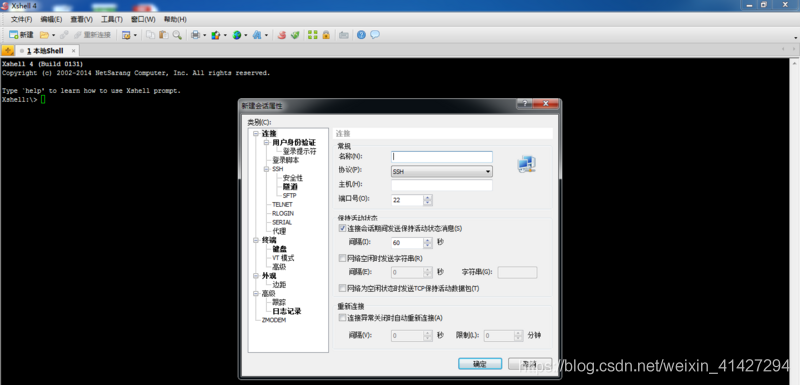 Xshell 4
文件(F) 编辑(E) 查看(V) 工具(T) 窗口(W) 帮助(H)
新建 重新连接
1 本地Shell
Xshell 4 (Build 0131)
Copyright (c) 2002-2014 NetSarang Computer, Inc. All rights reserved.
Type `help' to learn how to use Xshell prompt.
Xshell:\>
新建会话属性
类别(C):
连接
用户身份验证
登录提示符
登录脚本
SSH
安全性
隧道
SFTP
TELNET
RLOGIN
SERIAL
代理
终端
键盘
VT 模式
高级
外观
边距
高级
跟踪
日志记录
ZMODEM
连接
常规
名称(N):
协议(P): SSH
主机(H):
端口号(O): 22
保持活动状态
连接会话期间发送保持活动状态消息(S)
间隔(I): 60 秒
网络空闲时发送字符串(R)
间隔(E): 0 秒 字符串(G):
网络为空闲状态时发送TCP保持活动数据包(T)
重新连接
连接异常关闭时自动重新连接(A)
间隔(V): 0 秒 限制(L): 0 分钟
确定 取消
https://blog.csdn.net/weixin_41427294